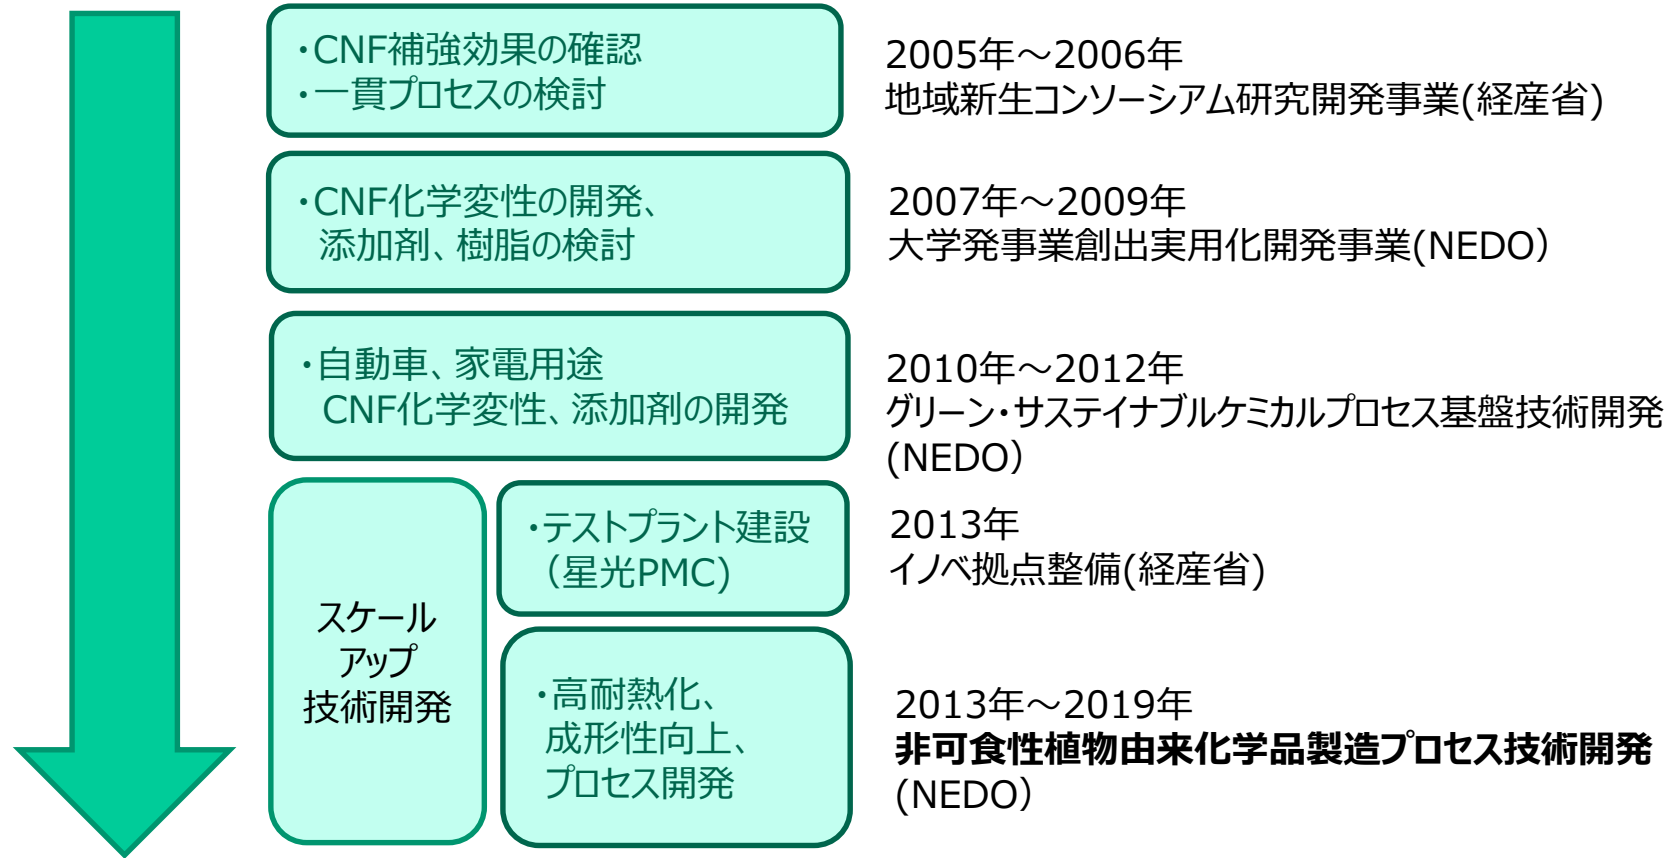 ・CNF補強効果の確認
・一貫プロセスの検討
2005年～2006年
地域新生コンソーシアム研究開発事業(経産省)
・CNF化学変性の開発、
添加剤、樹脂の検討
2007年～2009年
大学発事業創出実用化開発事業(NEDO）
・自動車、家電用途
CNF化学変性、添加剤の開発
2010年～2012年
グリーン・サステイナブルケミカルプロセス基盤技術開発
(NEDO）
スケール
アップ
技術開発
・テストプラント建設
（星光PMC)
2013年
イノベ拠点整備(経産省)
・高耐熱化、
成形性向上、
プロセス開発
2013年～2019年
非可食性植物由来化学品製造プロセス技術開発
(NEDO）